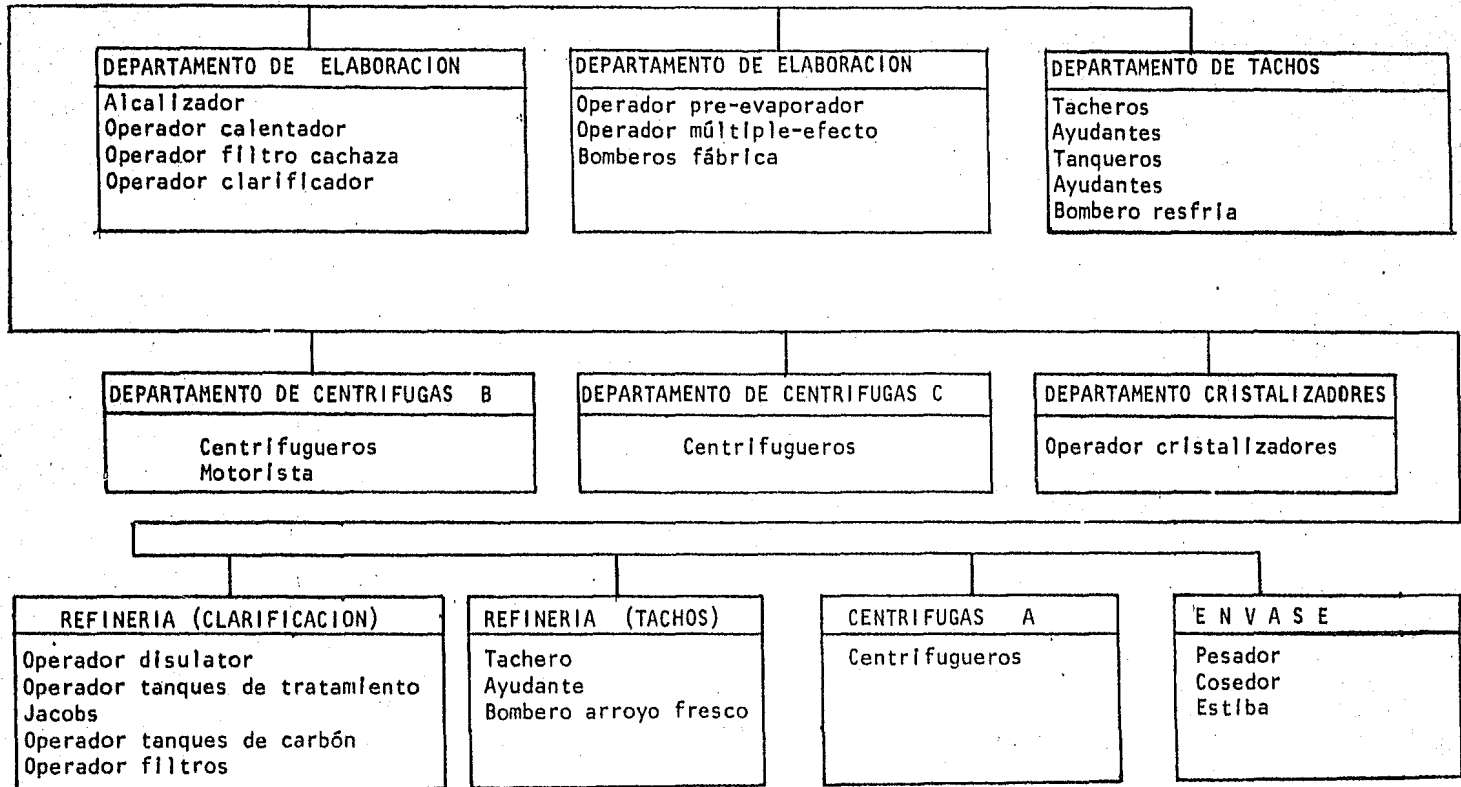 DEPARTAMENTO DE ELABORACION
Alcalizador
Operador calentador
Operador filtro cachaza
Operador clarificador
DEPARTAMENTO DE ELABORACION
Operador pre-evaporador
Operador múltiple-efecto
Bomberos fábrica
DEPARTAMENTO DE TACHOS
Tacheros
Ayudantes
Tanqueros
Ayudantes
Bombero resfria
DEPARTAMENTO DE CENTRIFUGAS B
Centrifugueros
Motorista
DEPARTAMENTO DE CENTRIFUGAS C
Centrifugueros
DEPARTAMENTO CRISTALIZADORES
Operador cristalizadores
REFINERIA (CLARIFICACION)
Operador disulator
Operador tanques de tratamiento
Jacobs
Operador tanques de carbón
Operador filtros
REFINERIA (TACHOS)
Tachero
Ayudante
Bombero arroyo fresco
CENTRIFUGAS A
Centrifugueros
E N V A S E
Pesador
Cosedor
Estiba